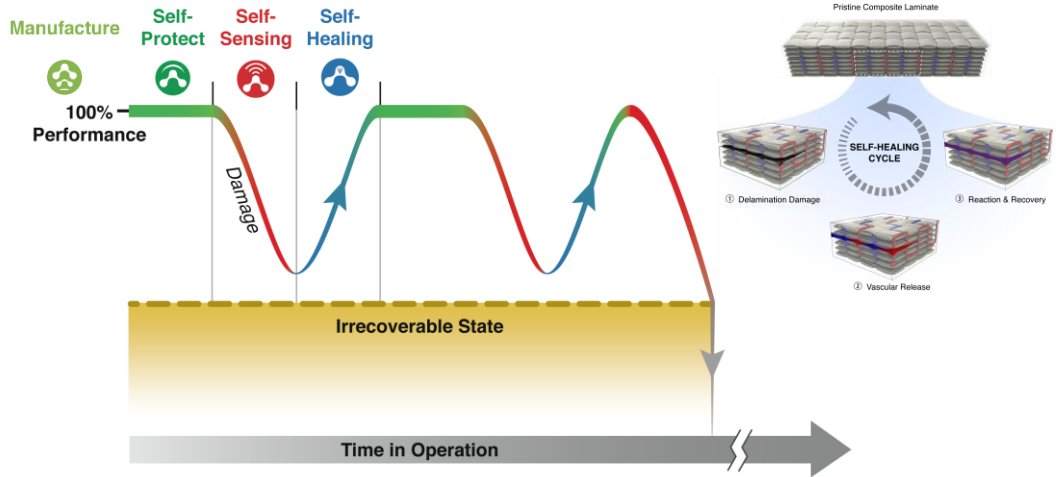 Manufacture
Self-
Protect
Self-
Sensing
Self-
Healing
100%
Performance
Damage
Irrecoverable State
Time in Operation
Pristine Composite Laminate
SELF-HEALING
CYCLE
① Delamination Damage
③ Reaction & Recovery
② Vascular Release